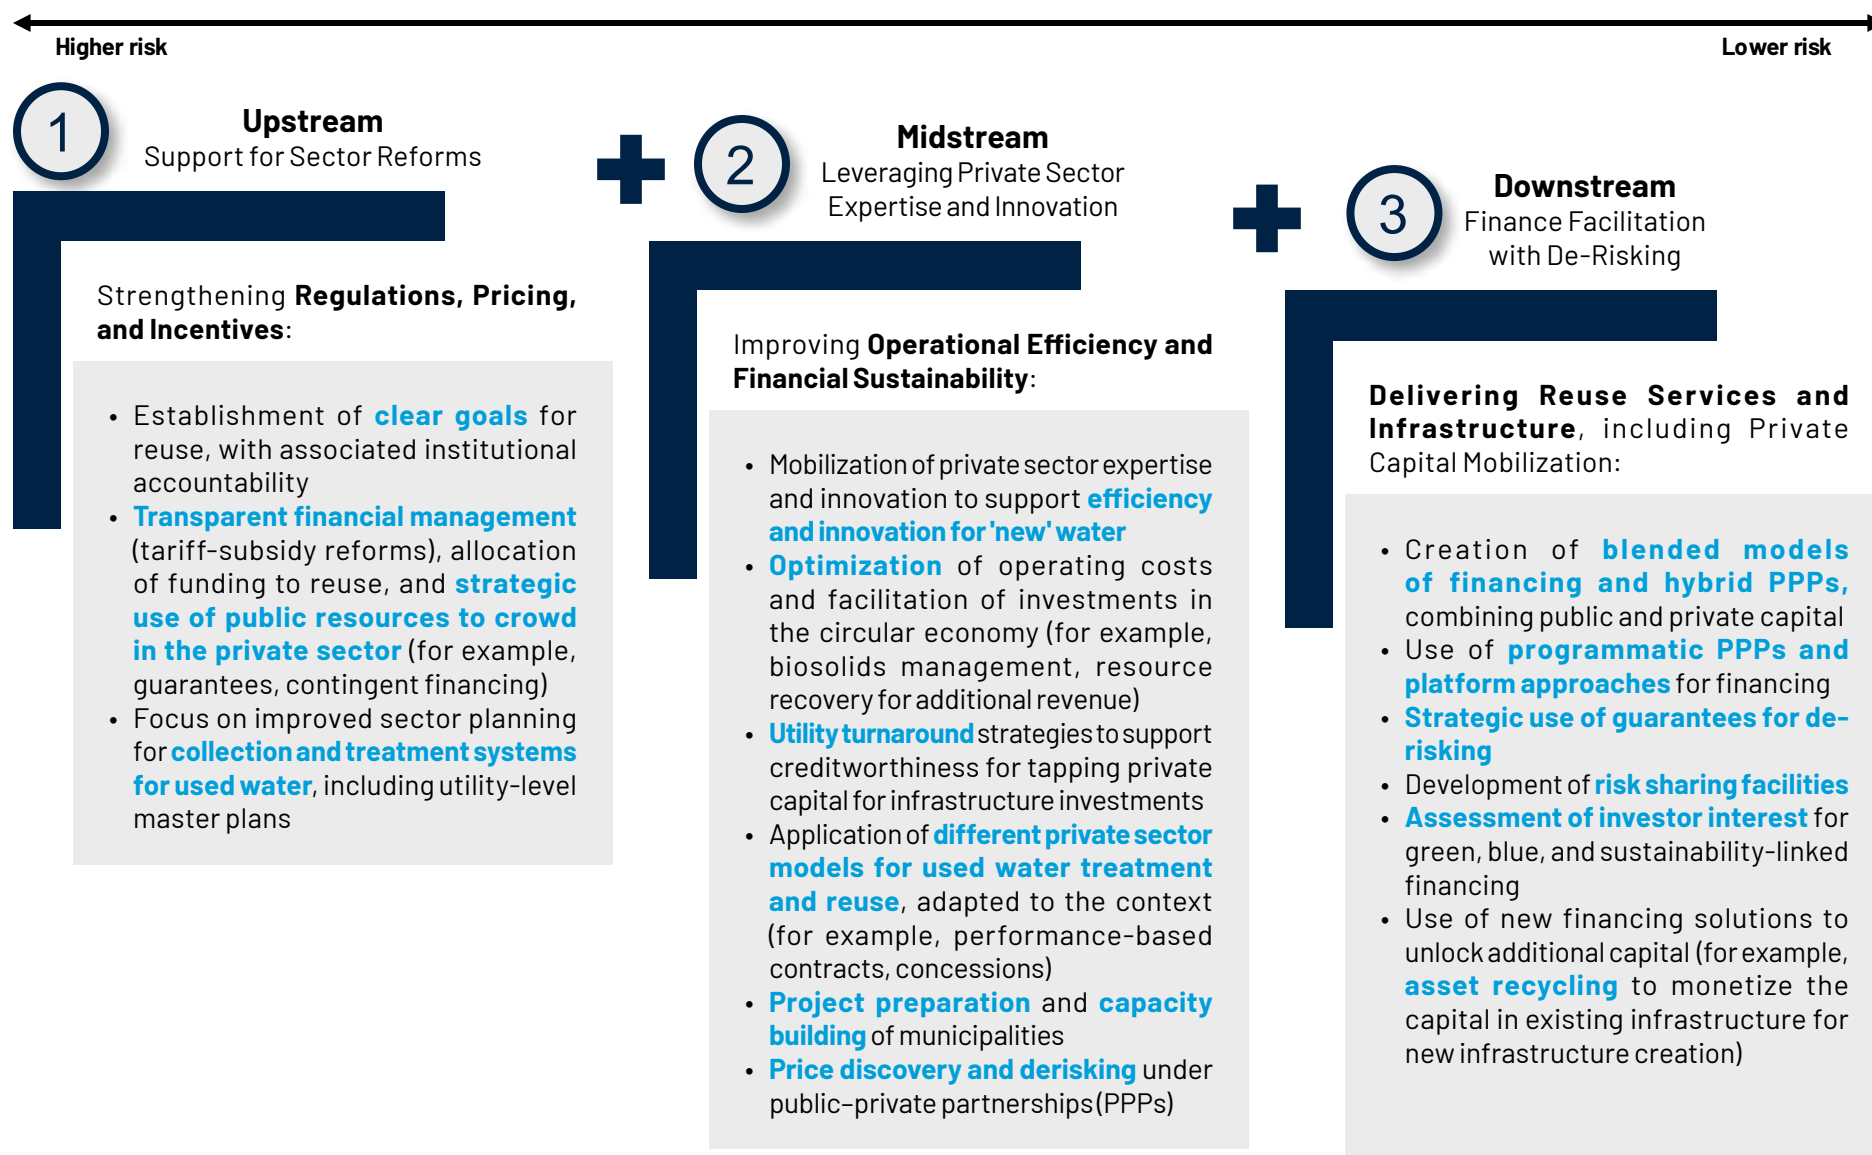 Higher risk
Lower risk
1
Upstream
Support for Sector Reforms
Strengthening Regulations, Pricing,
and Incentives:
• Establishment of clear goals for
reuse, with associated institutional
accountability
• Transparent financial management
(tariff-subsidy reforms), allocation
of funding to reuse, and strategic
use of public resources to crowd
in the private sector (for example,
guarantees, contingent financing)
• Focus on improved sector planning
for collection and treatment systems
for used water, including utility-level
master plans
2
Midstream
Leveraging Private Sector
Expertise and Innovation
Improving Operational Efficiency and
Financial Sustainability:
• Mobilization of private sector expertise
and innovation to support efficiency
and innovation for 'new' water
• Optimization of operating costs
and facilitation of investments in
the circular economy (for example,
biosolids management, resource
recovery for additional revenue)
• Utility turnaround strategies to support
creditworthiness for tapping private
capital for infrastructure investments
• Application of different private sector
models for used water treatment
and reuse, adapted to the context
(for example, performance-based
contracts, concessions)
• Project preparation and capacity
building of municipalities
• Price discovery and derisking under
public–private partnerships (PPPs)
3
Downstream
Finance Facilitation
with De-Risking
Delivering Reuse Services and
Infrastructure, including Private
Capital Mobilization:
• Creation of blended models
of financing and hybrid PPPs,
combining public and private capital
• Use of programmatic PPPs and
platform approaches for financing
• Strategic use of guarantees for de-
risking
• Development of risk sharing facilities
• Assessment of investor interest for
green, blue, and sustainability-linked
financing
• Use of new financing solutions to
unlock additional capital (for example,
asset recycling to monetize the
capital in existing infrastructure for
new infrastructure creation)